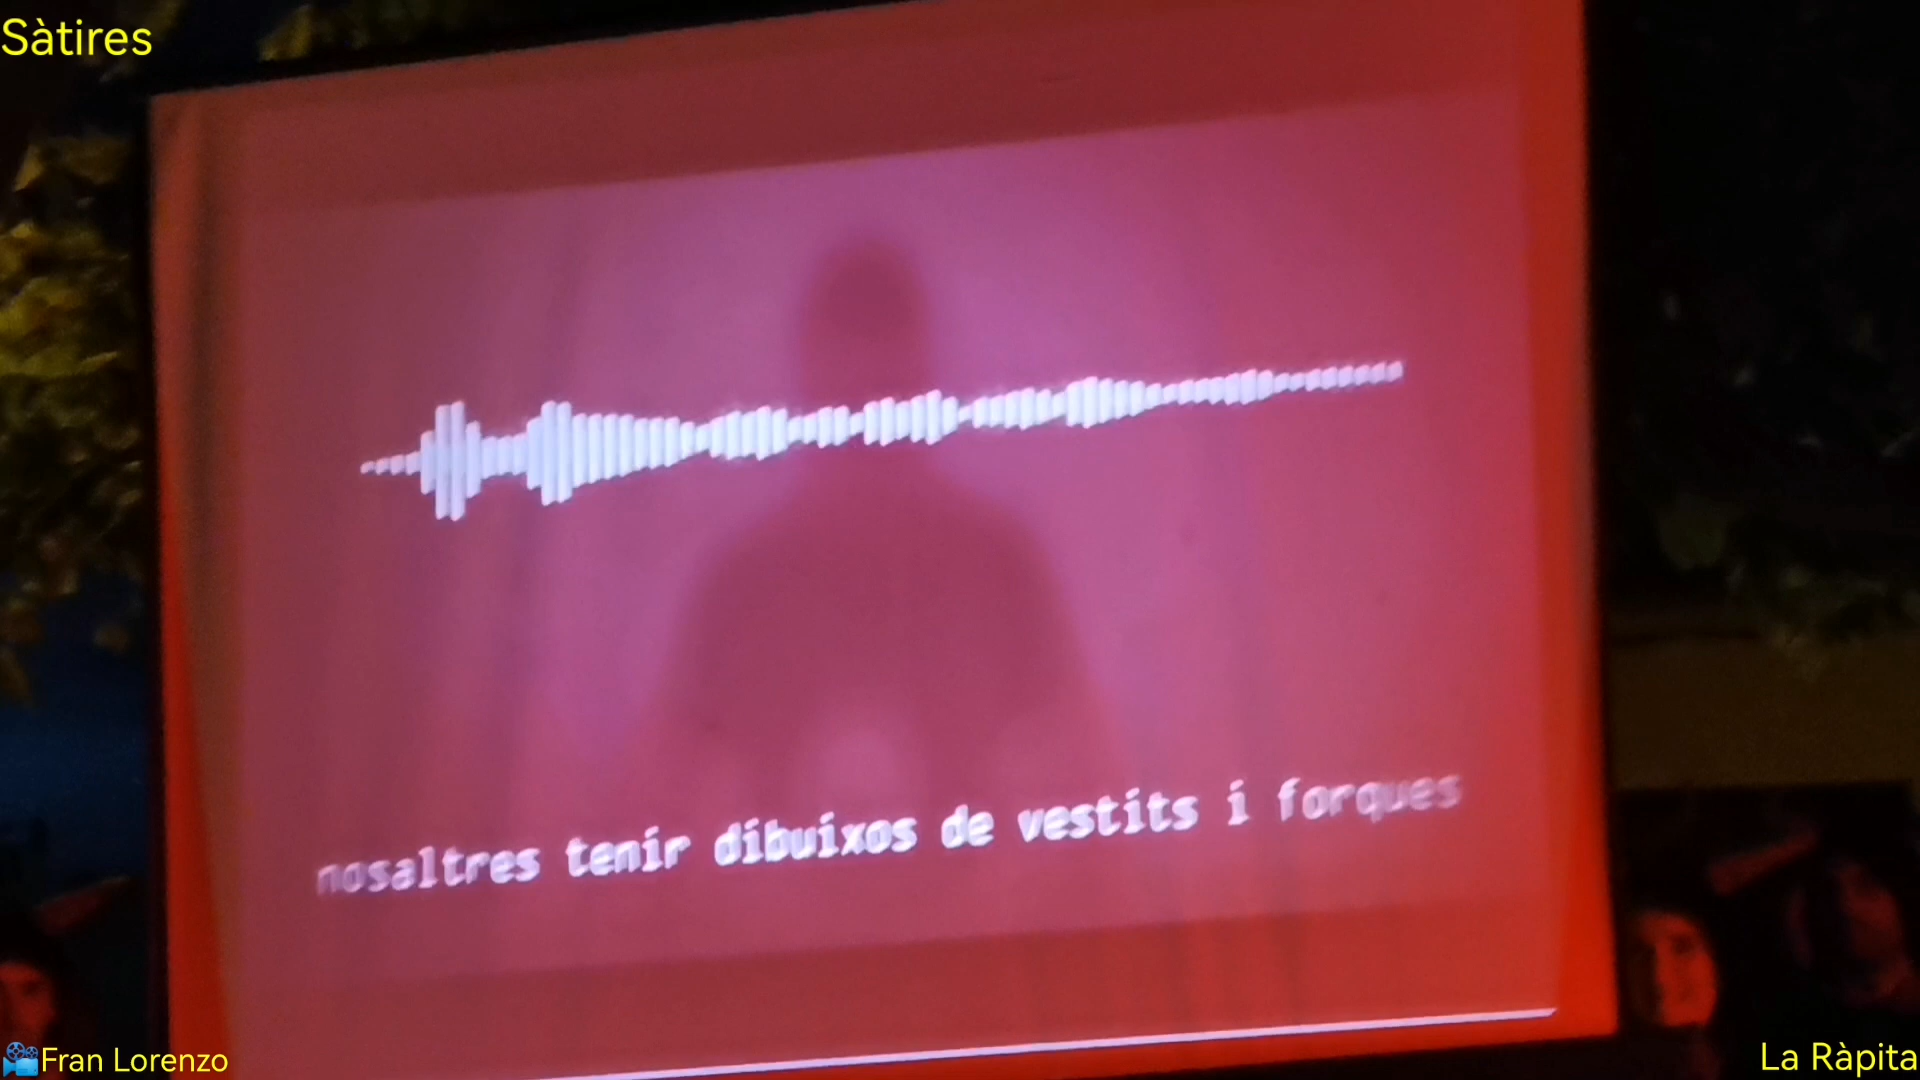 Sàtires
nosaltres tenir dibuixos de vestits i forques
Fran Lorenzo
La Ràpita